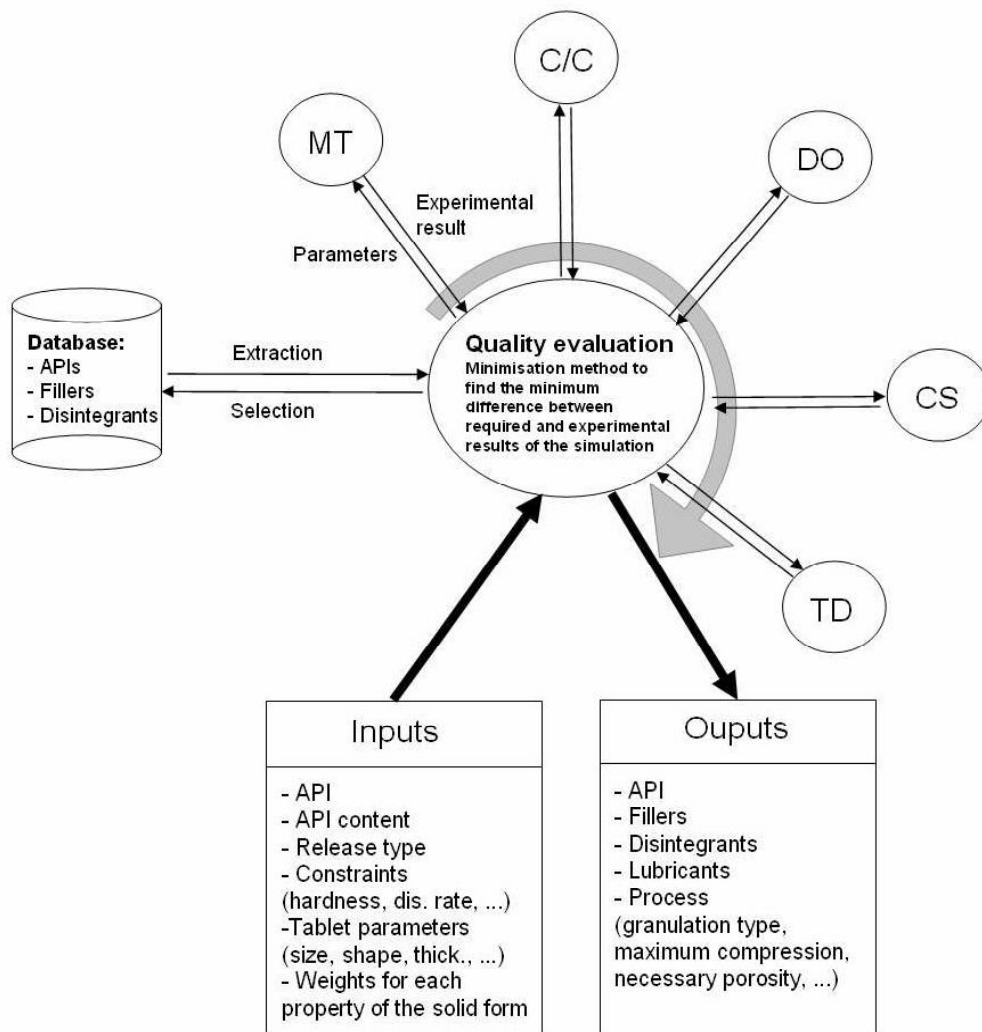 C/C
MT
DO
Experimental
result
Parameters
Database:
- APIs
- Fillers
- Disintegrants
Extraction
Selection
Quality evaluation
Minimisation method to
find the minimum
difference between
required and experimental
results of the simulation
CS
TD
Inputs
- API
- API content
- Release type
- Constraints
(hardness, dis. rate, ...)
-Tablet parameters
(size, shape, thick., ...)
- Weights for each
property of the solid form
Ouputs
- API
- Fillers
- Disintegrants
- Lubricants
- Process
(granulation type,
maximum compression,
necessary porosity, ...)